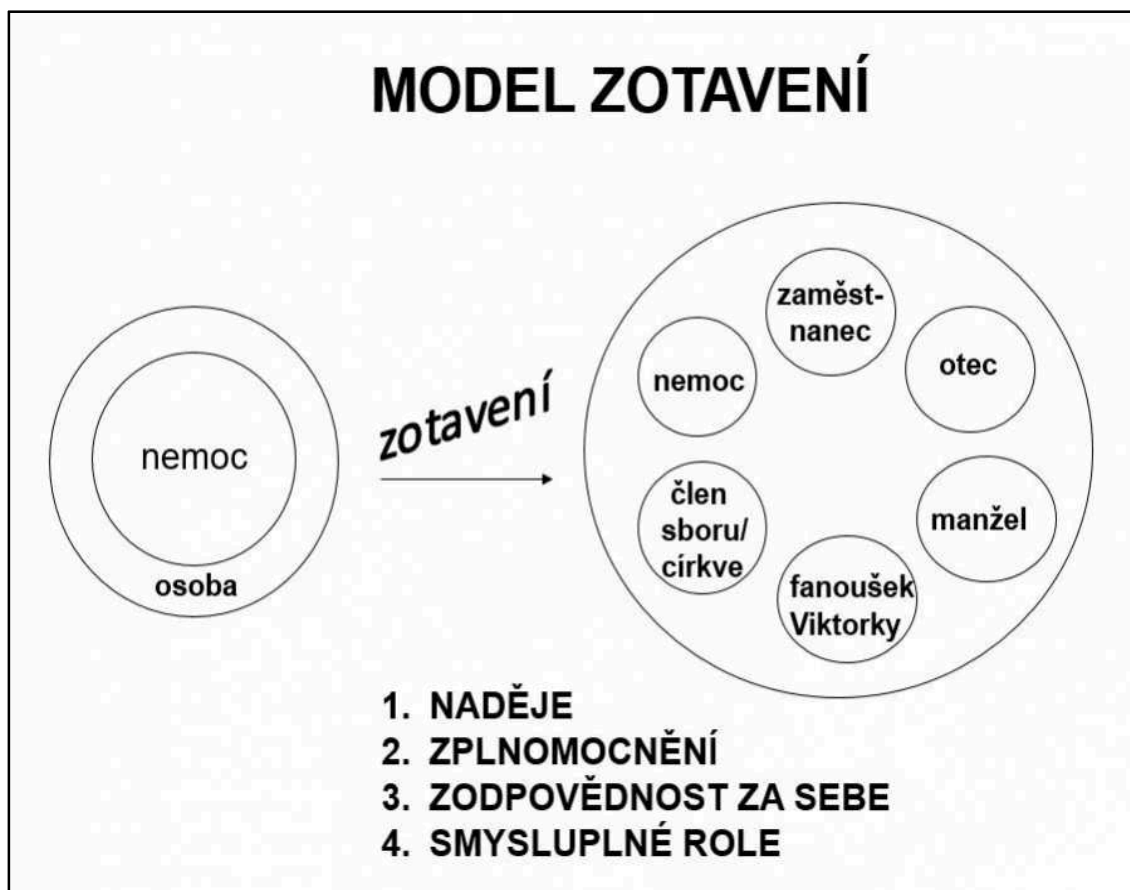 MODEL ZOTAVENÍ
nemoc
osoba
zotavení
zaměst-
nanec
nemoc
otec
člen
sboru/
církve
manžel
fanoušek
Viktorky
1. NADĚJE
2. ZPLNOMOCNĚNÍ
3. ZODPOVĚDNOST ZA SEBE
4. SMYSLUPLNÉ ROLE